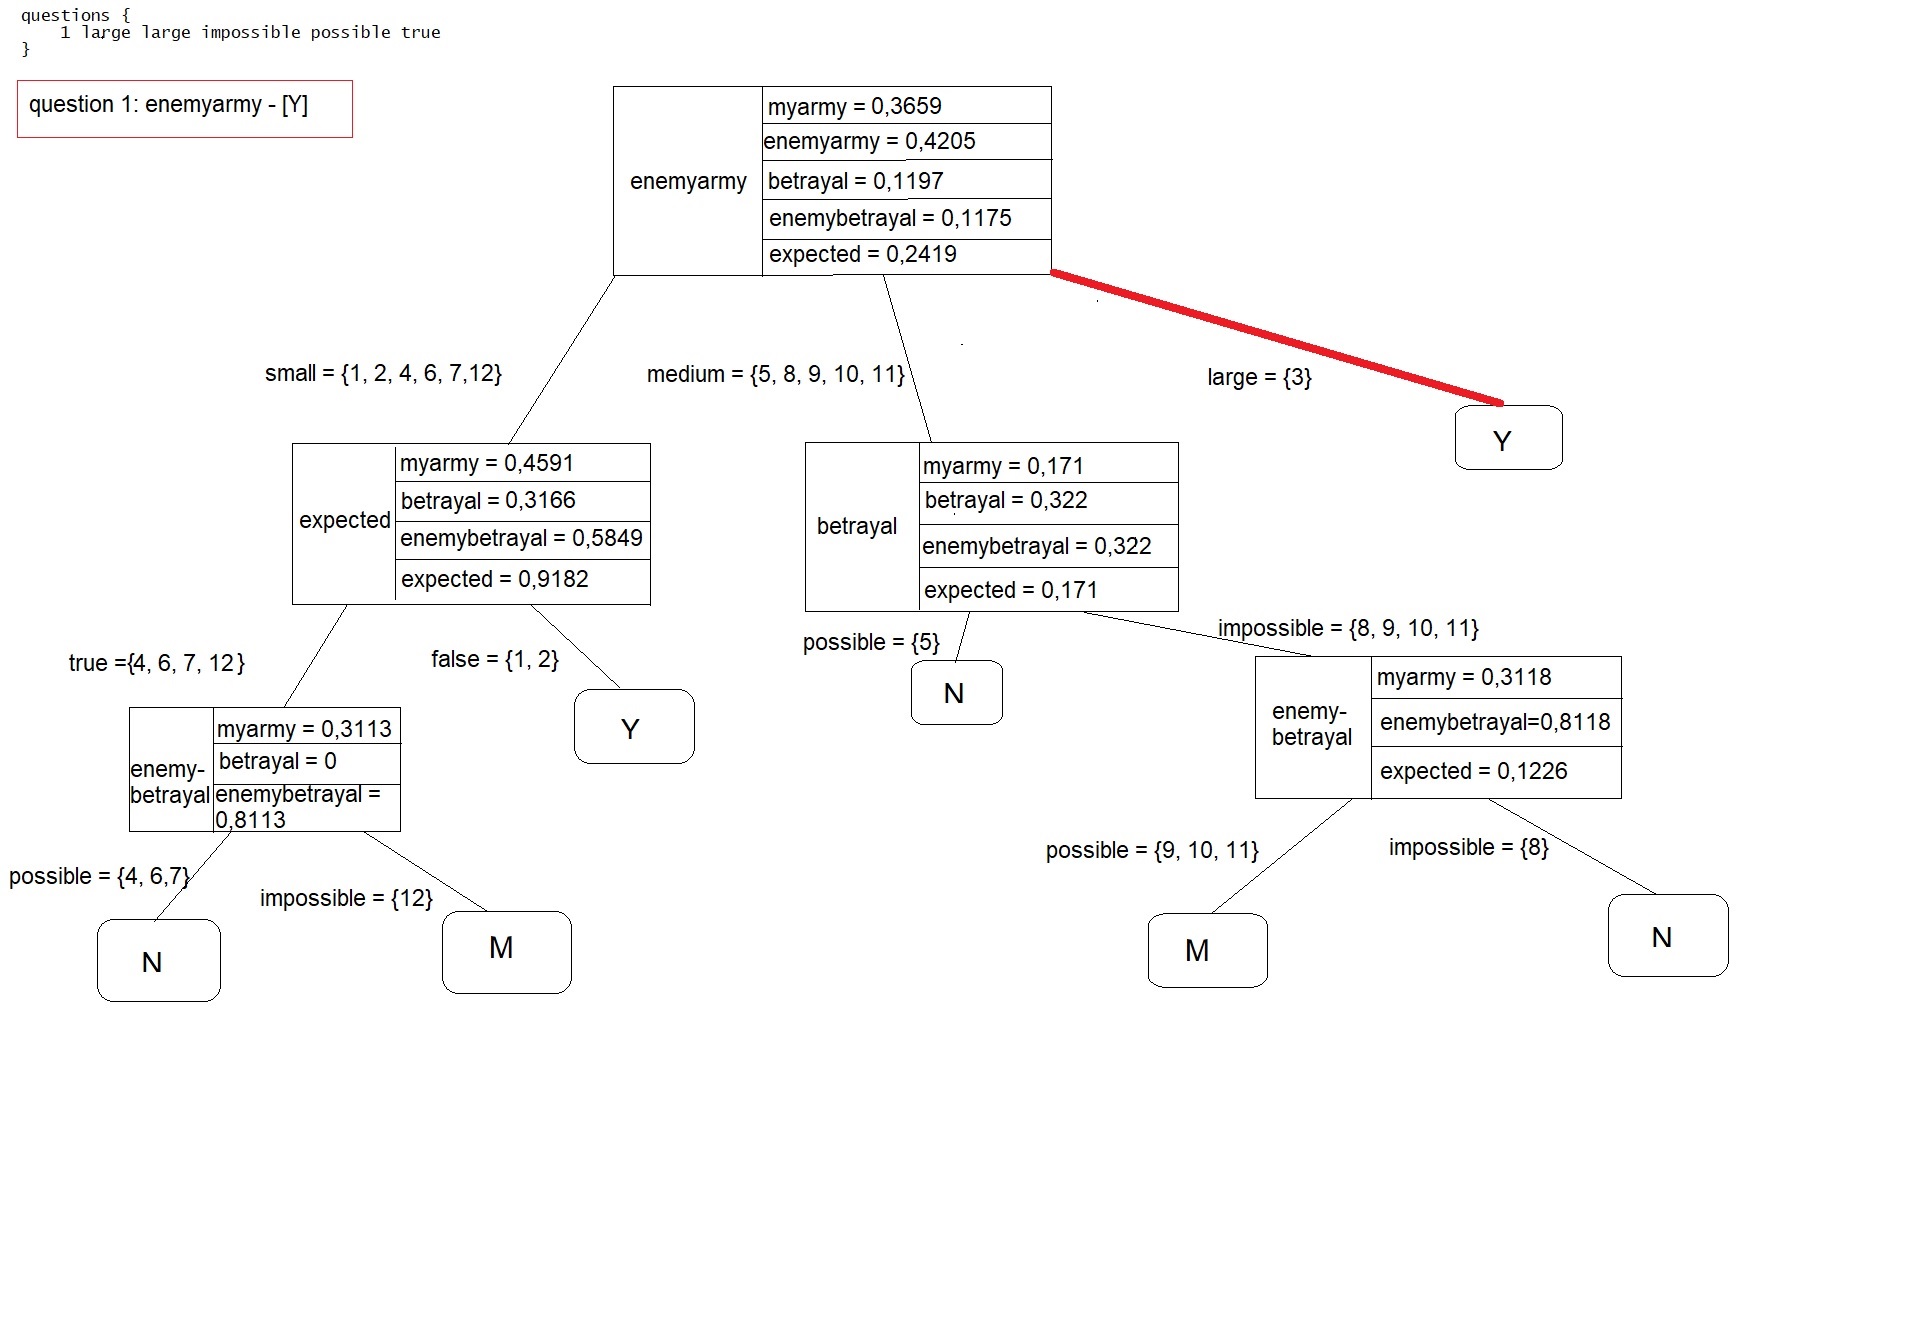 questions {
1 large large impossible possible true
}
question 1: enemyarmy - [Y]
enemyarmy
myarmy = 0,3659
enemyarmy = 0,4205
betrayal = 0,1197
enemybetrayal = 0,1175
expected = 0,2419
small = {1, 2, 4, 6, 7,12}
medium = {5, 8, 9, 10, 11}
large = {3}
Y
expected
myarmy = 0,4591
betrayal = 0,3166
enemybetrayal = 0,5849
expected = 0,9182
betrayal
myarmy = 0,171
betrayal = 0,322
enemybetrayal = 0,322
expected = 0,171
true ={4, 6, 7, 12}
false = {1, 2}
possible = {5}
impossible = {8, 9, 10, 11}
enemy-
betrayal
myarmy = 0,3113
betrayal = 0
enemybetrayal =
0,8113
Y
N
enemy-
betrayal
myarmy = 0,3118
enemybetrayal=0,8118
expected = 0,1226
possible = {4, 6,7}
impossible = {12}
possible = {9, 10, 11}
impossible = {8}
N
M
M
N